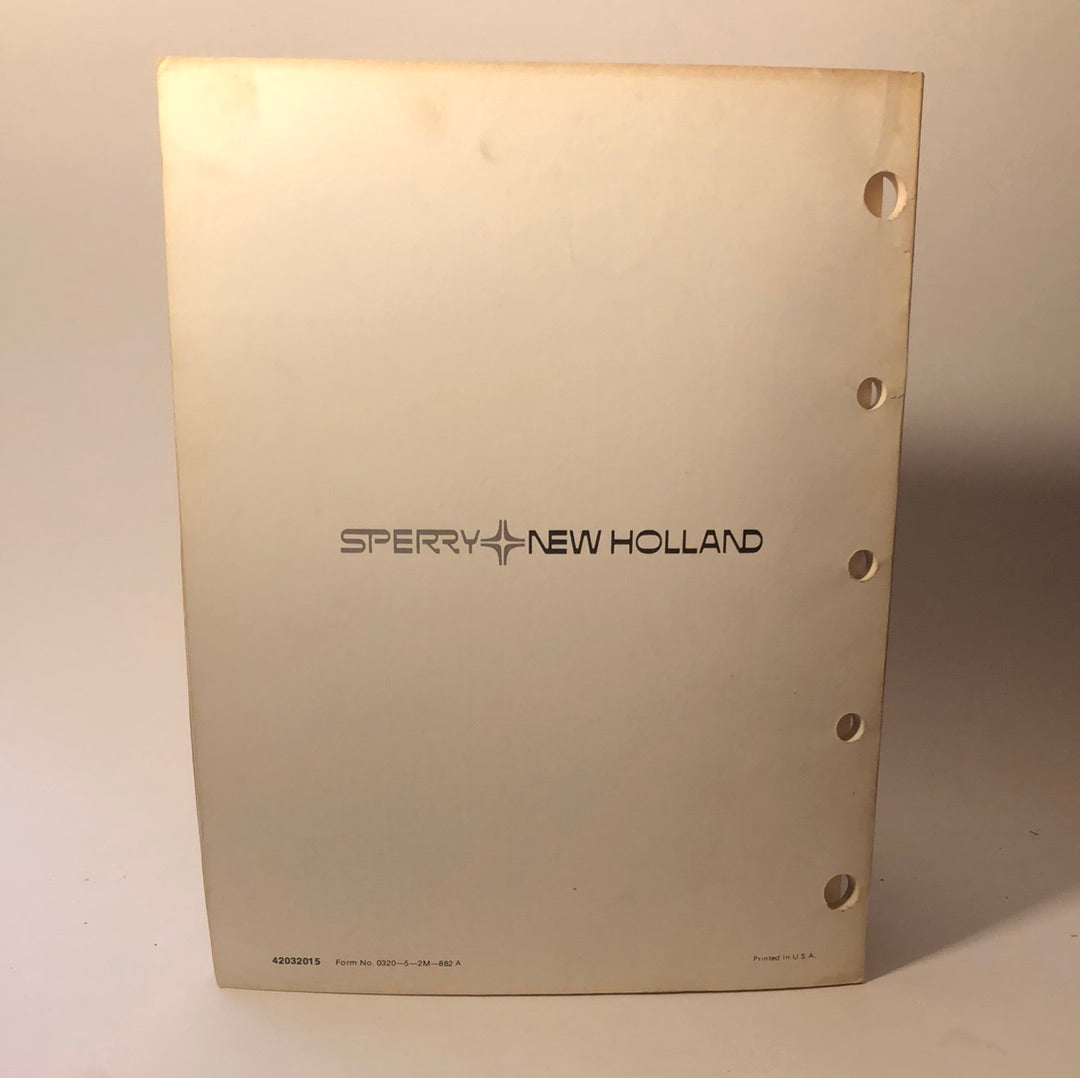 SPERRY NEW HOLLAND
42032015 Form No. 0320—5—2M—882 A
Printed in U.S.A.